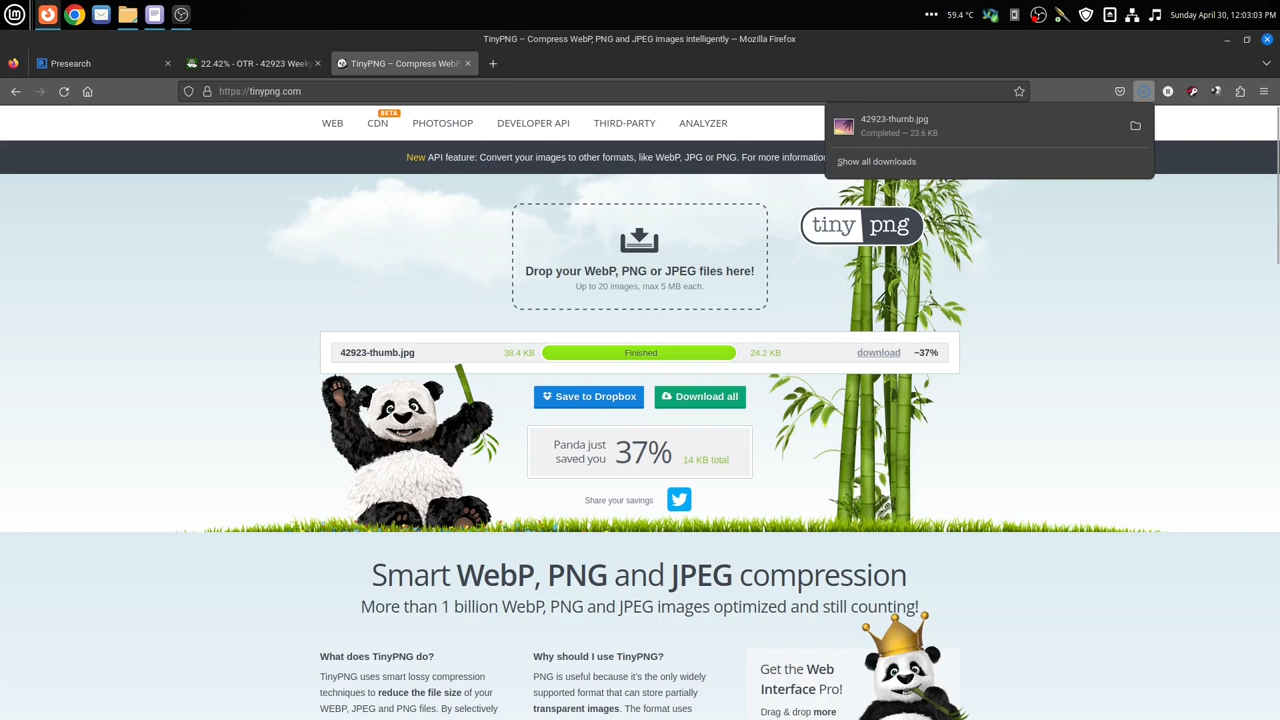 59.4 °C
Sunday April 30, 12:03:03 PM
TinyPNG – Compress WebP, PNG and JPEG images intelligently — Mozilla Firefox
Presearch
22.42% - OTR - 42923 Week
TinyPNG – Compress WebP
https://tinypng.com
42923-thumb.jpg
Completed — 23.6 KB
Show all downloads
WEB
BETA
CDN
PHOTOSHOP
DEVELOPER API
THIRD-PARTY
ANALYZER
New API feature: Convert your images to other formats, like WebP, JPG or PNG. For more information
tiny png
Drop your WebP, PNG or JPEG files here!
Up to 20 images, max 5 MB each.
42923-thumb.jpg 38.4 KB Finished 24.2 KB download −37%
Save to Dropbox
Download all
Panda just
saved you
37%
14 KB total
Share your savings
Smart WebP, PNG and JPEG compression
More than 1 billion WebP, PNG and JPEG images optimized and still counting!
What does TinyPNG do?
TinyPNG uses smart lossy compression
techniques to reduce the file size of your
WEBP, JPEG and PNG files. By selectively
Why should I use TinyPNG?
PNG is useful because it's the only widely
supported format that can store partially
transparent images. The format uses
Get the Web
Interface Pro!
Drag & drop more